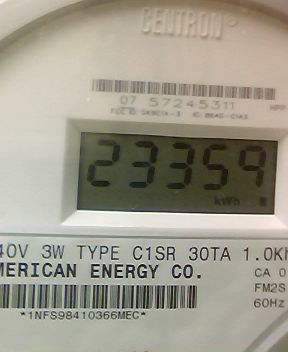 CENTRON
07 57245311
23359
kWh
40V 3W TYPE C1SR 30TA 1.0Kh
MERICAN ENERGY CO.
CA 0
FM2S
60Hz
*1NFS98410366MEC*